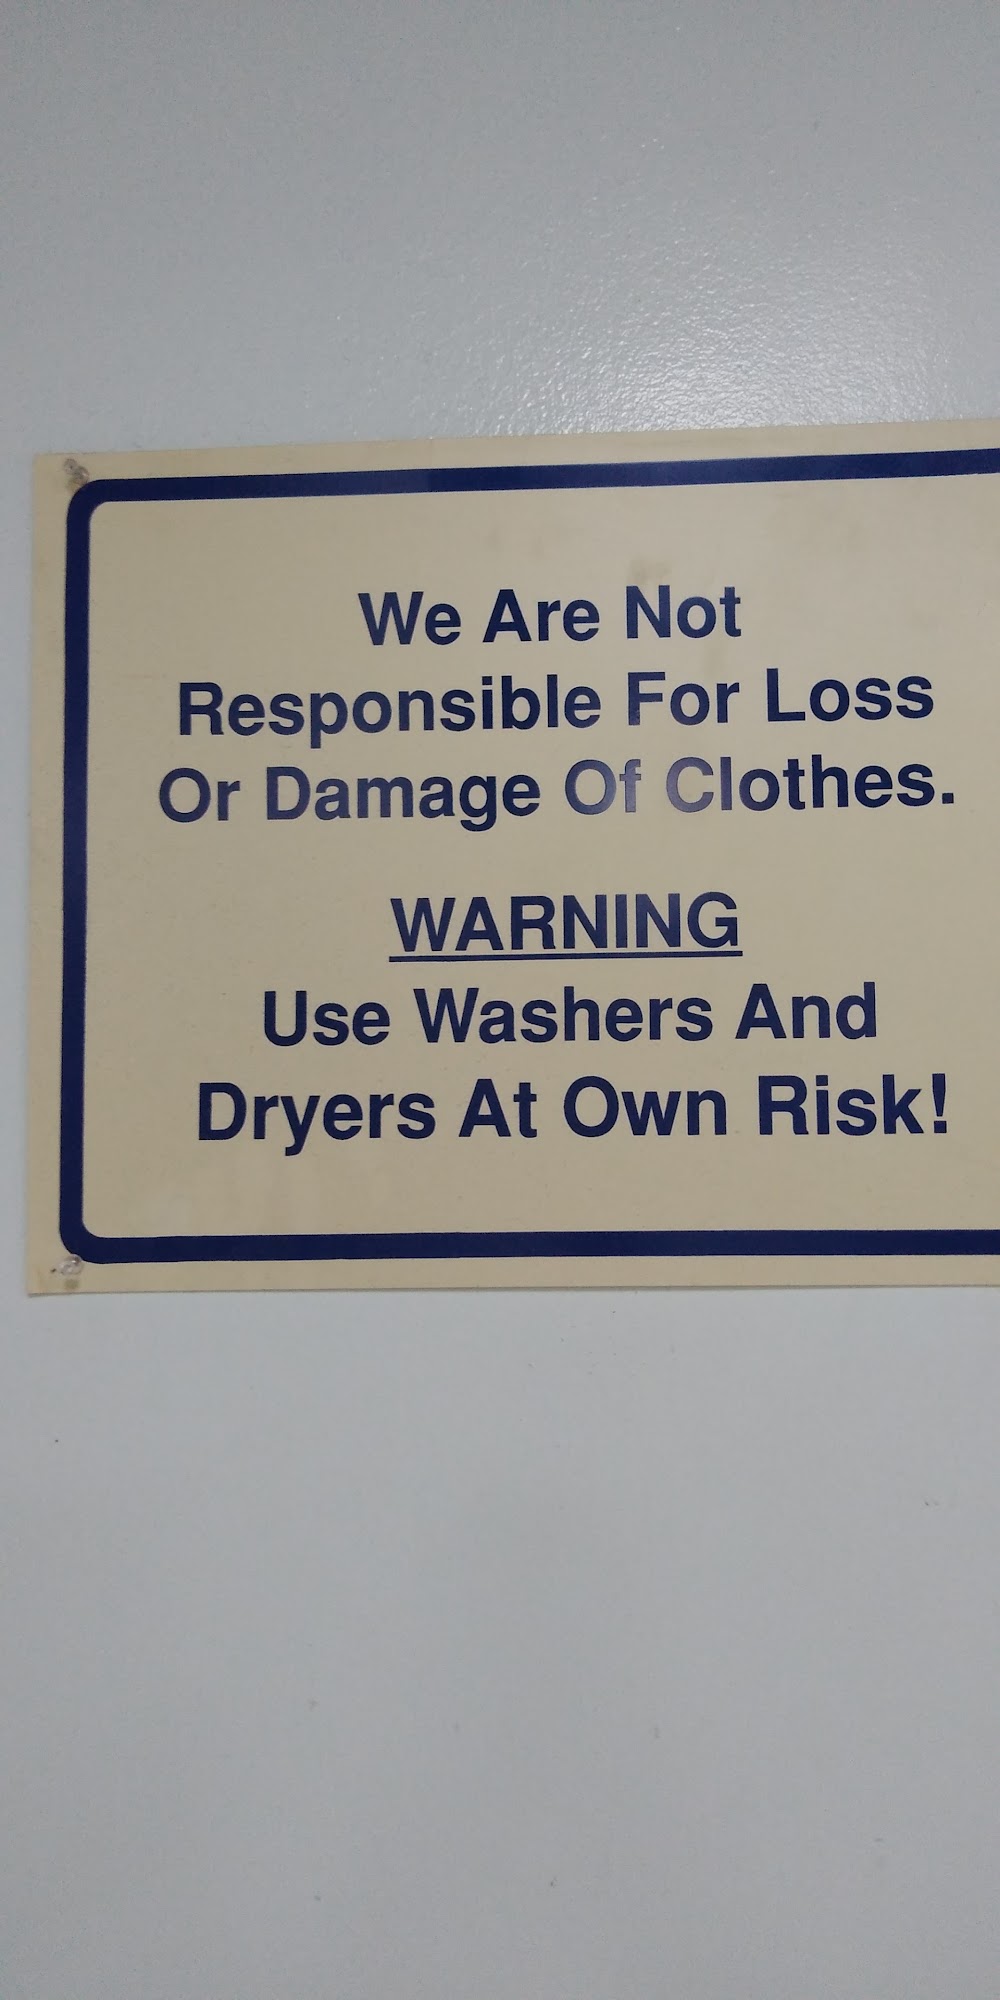 We Are Not
Responsible For Loss
Or Damage Of Clothes.
WARNING
Use Washers And
Dryers At Own Risk!